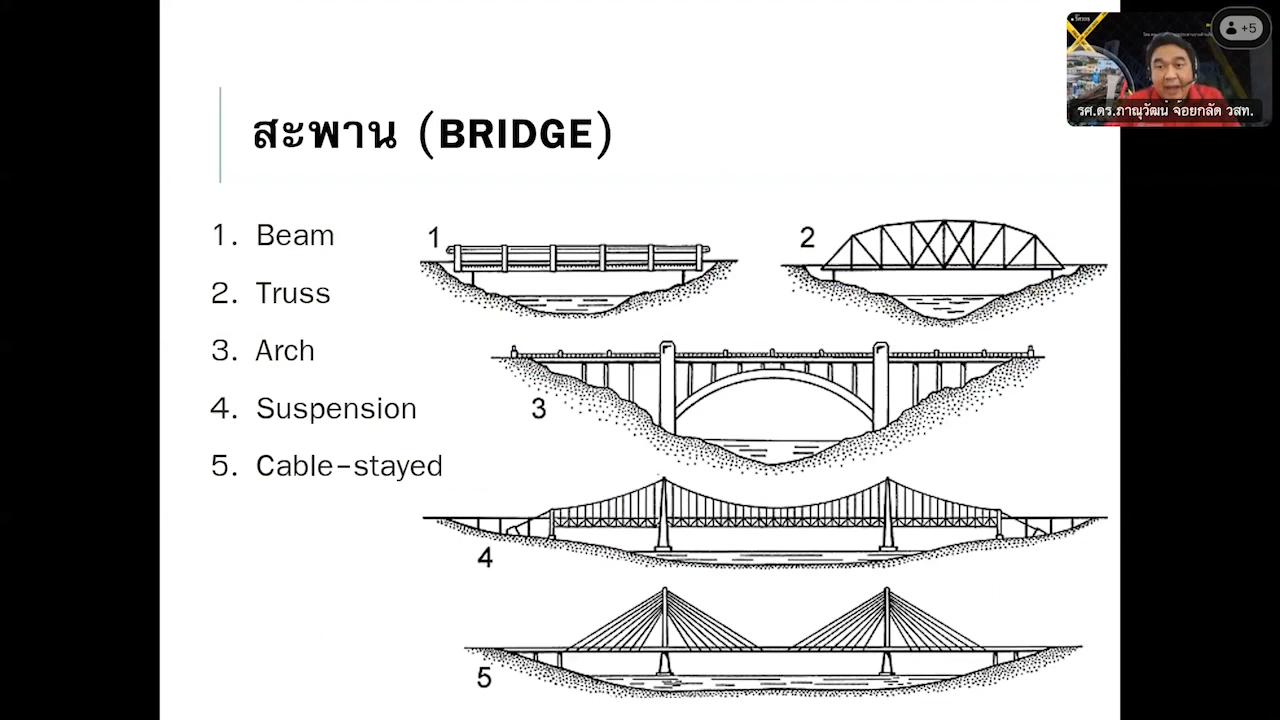 สะพาน (BRIDGE)
1. Beam
2. Truss
3. Arch
4. Suspension
5. Cable-stayed
1
2
3
4
5
+5
รศ.ดร.ภาณุวัฒน์ จ้อยกลัด วสท.